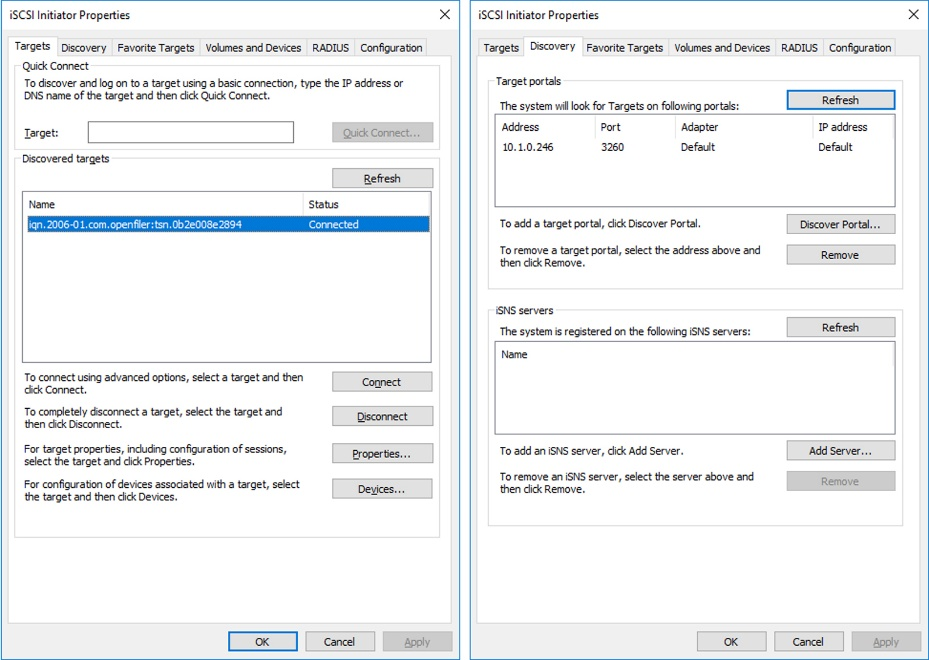 iSCSI Initiator Properties
Targets Discovery Favorite Targets Volumes and Devices RADIUS Configuration
Quick Connect
To discover and log on to a target using a basic connection, type the IP address or
DNS name of the target and then click Quick Connect.
Target: Quick Connect...
Discovered targets
Refresh
Name Status
iqn.2006-01.com.openfiler:tsn.0b2e008e2894 Connected
To connect using advanced options, select a target and then
click Connect.
Connect
To completely disconnect a target, select the target and
then click Disconnect.
Disconnect
For target properties, including configuration of sessions,
select the target and click Properties.
Properties...
For configuration of devices associated with a target, select
the target and then click Devices.
Devices...
OK Cancel Apply
iSCSI Initiator Properties
Targets Discovery Favorite Targets Volumes and Devices RADIUS Configuration
Target portals
The system will look for Targets on following portals:
Refresh
Address Port Adapter IP address
10.1.0.246 3260 Default Default
To add a target portal, click Discover Portal.
Discover Portal...
To remove a target portal, select the address above and
then click Remove.
Remove
iSNS servers
The system is registered on the following iSNS servers:
Refresh
Name
To add an iSNS server, click Add Server.
Add Server...
To remove an iSNS server, select the server above and
then click Remove.
Remove
OK Cancel Apply